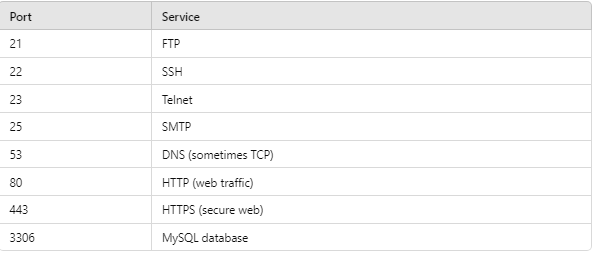 Port Service
21 FTP
22 SSH
23 Telnet
25 SMTP
53 DNS (sometimes TCP)
80 HTTP (web traffic)
443 HTTPS (secure web)
3306 MySQL database